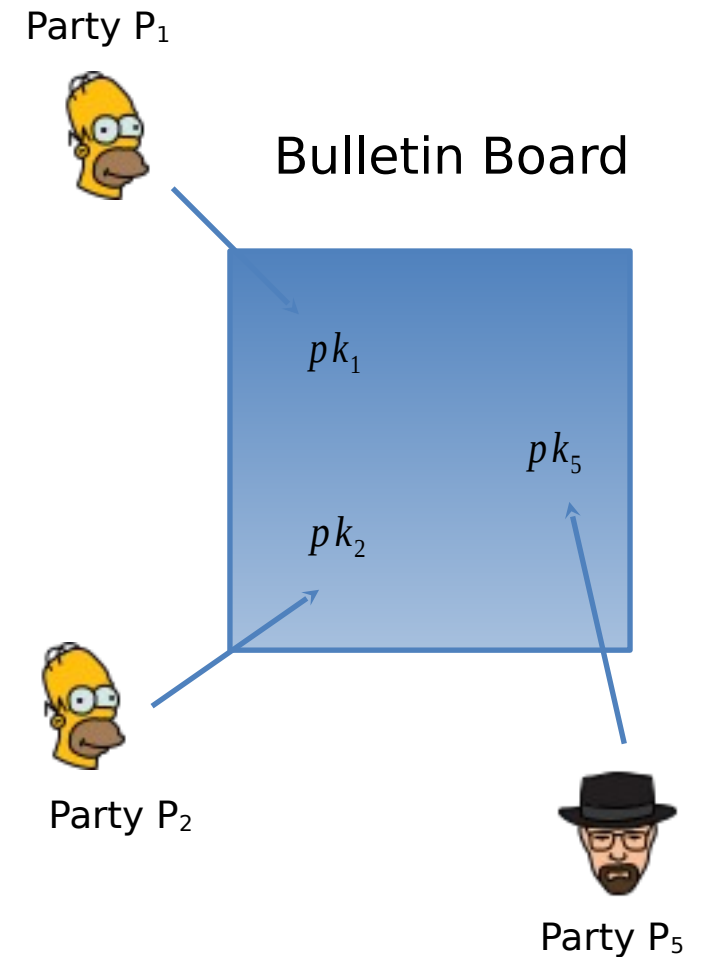 Party P₁
Bulletin Board
pk₁
pk₅
pk₂
Party P₂
Party P₅